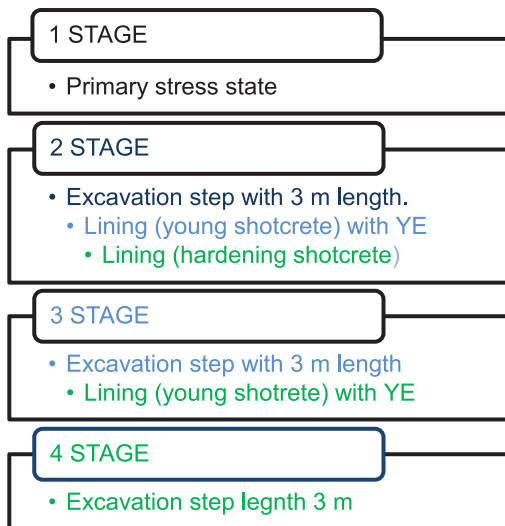 1 STAGE
• Primary stress state
2 STAGE
• Excavation step with 3 m length.
• Lining (young shotcrete) with YE
• Lining (hardening shotcrete)
3 STAGE
• Excavation step with 3 m length
• Lining (young shotrete) with YE
4 STAGE
• Excavation step legnth 3 m